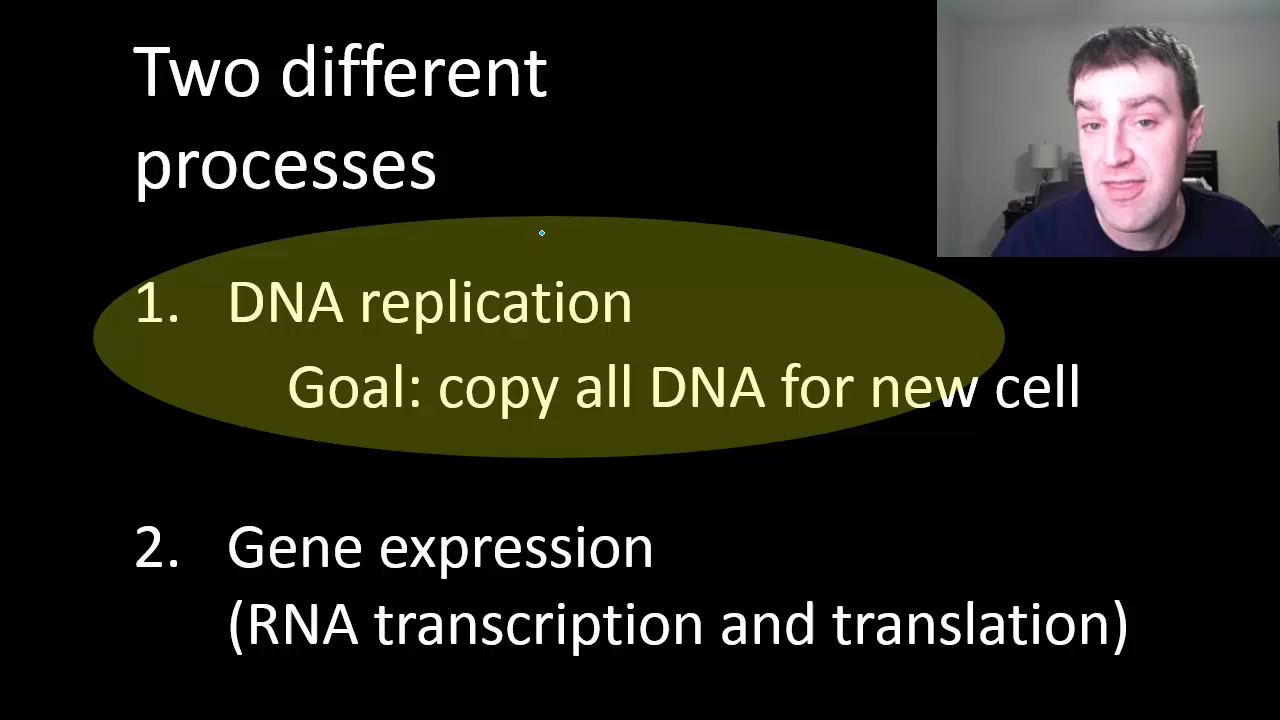 Two different
processes
1. DNA replication
Goal: copy all DNA for new cell
2. Gene expression
(RNA transcription and translation)